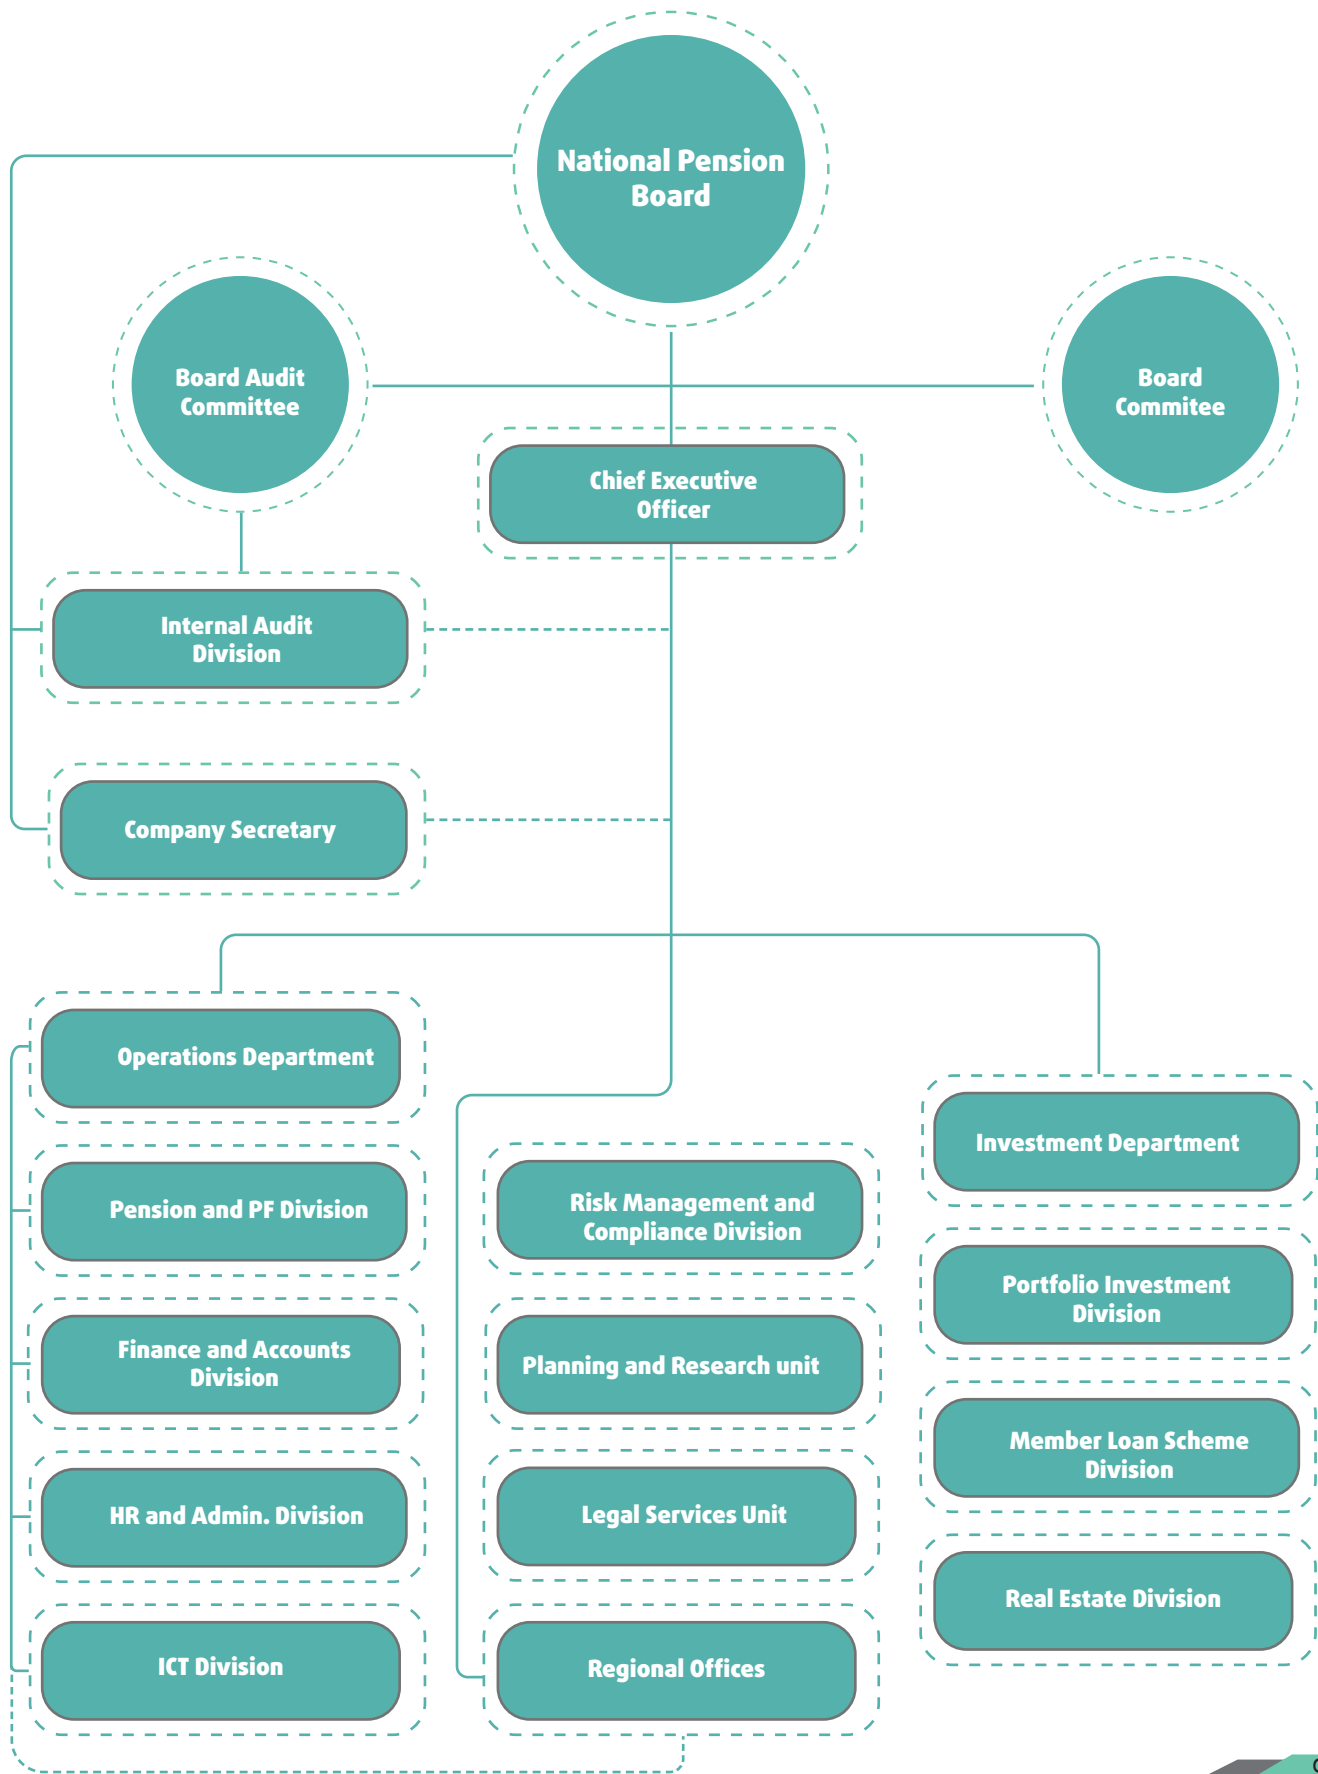 National Pension
Board
Board Audit
Committee
Board
Commitee
Chief Executive
Officer
Internal Audit
Division
Company Secretary
Operations Department
Pension and PF Division
Finance and Accounts
Division
HR and Admin. Division
ICT Division
Risk Management and
Compliance Division
Planning and Research unit
Legal Services Unit
Regional Offices
Investment Department
Portfolio Investment
Division
Member Loan Scheme
Division
Real Estate Division